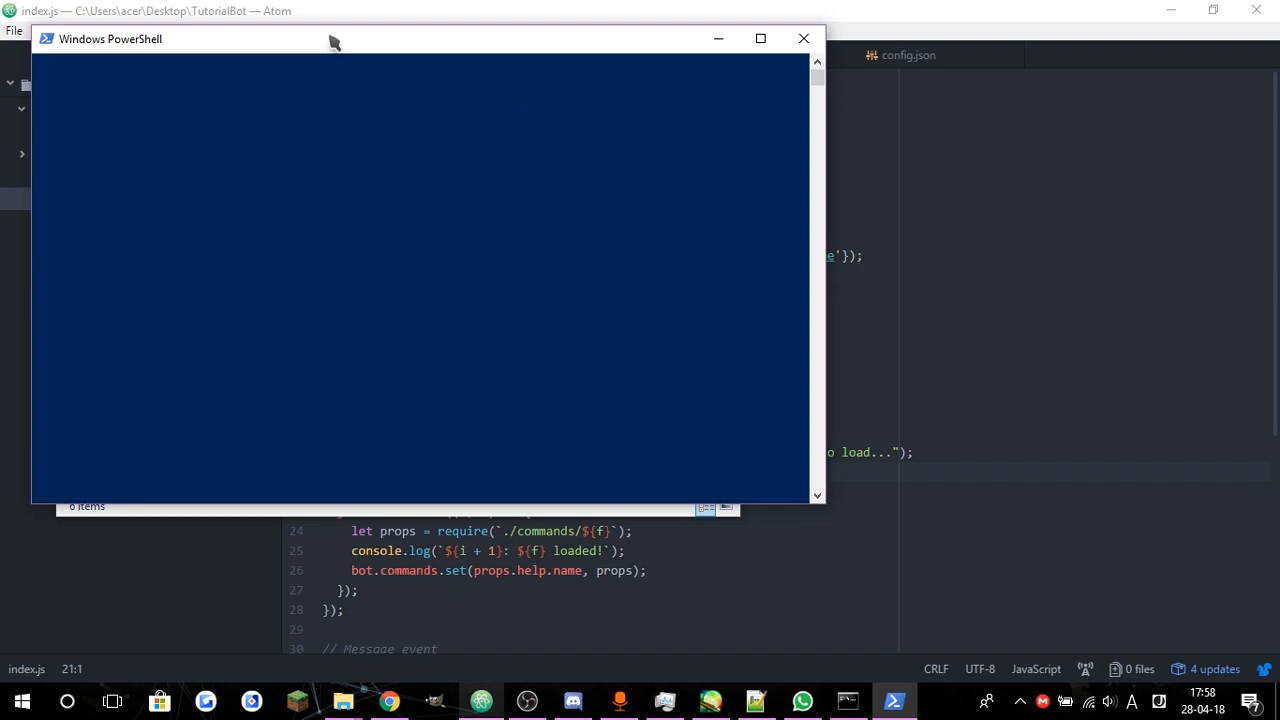 index.js — C:\Users\acer\Desktop\TutorialBot — Atom
File
Windows PowerShell
config.json
e'});
o load...");
6 items
24 let props = require(`./commands/${f}`);
25 console.log(`${i + 1}: ${f} loaded!`);
26 bot.commands.set(props.help.name, props);
27 });
28 });
29
30 // Message event
index.js 21:1 CRLF UTF-8 JavaScript 0 files 4 updates
A 17:58
28-04-18 7